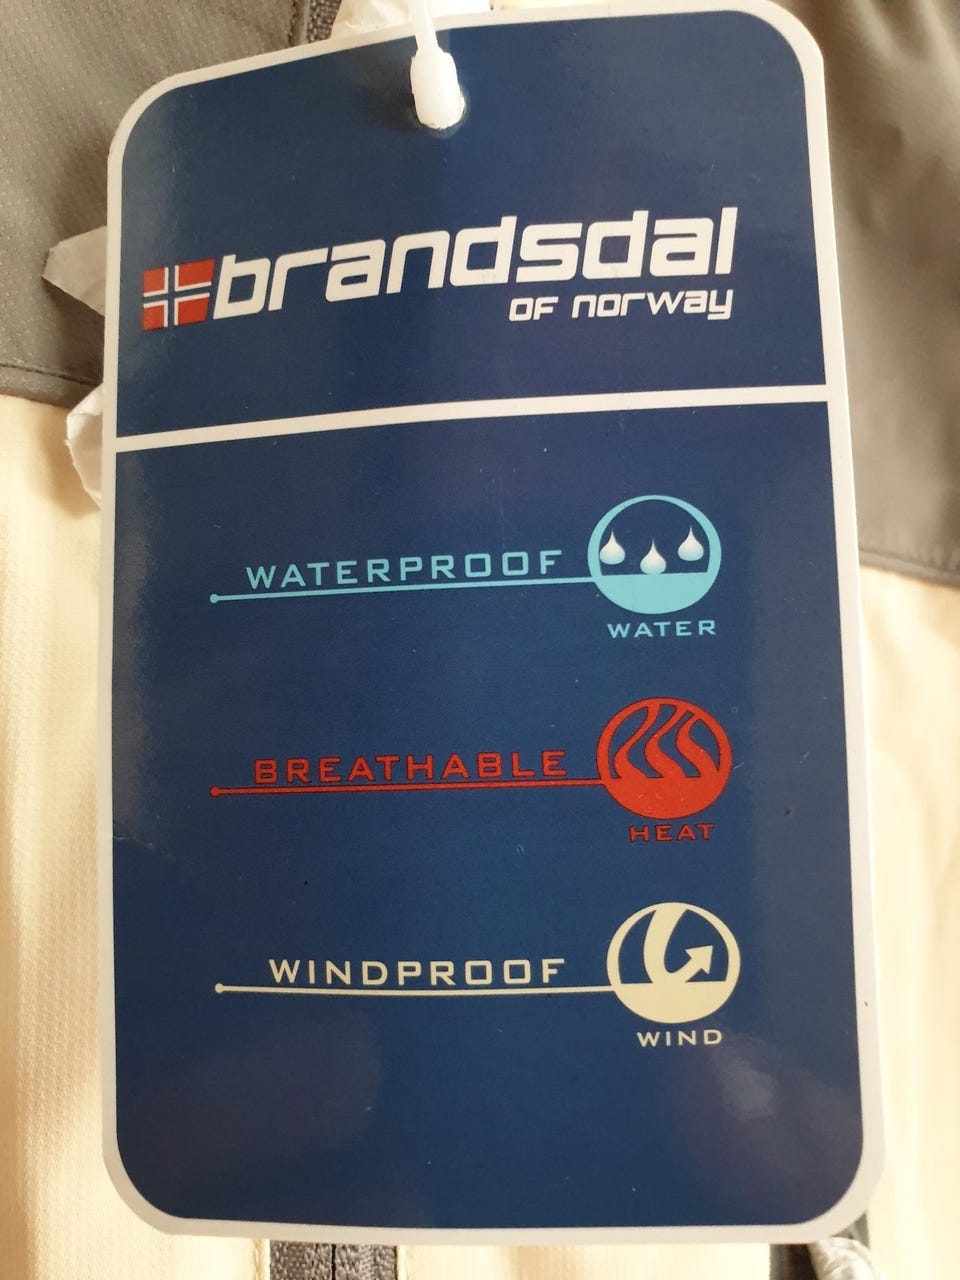 brandsdal
OF norway
WATERPROOF
WATER
BREATHABLE
HEAT
WINDPROOF
WIND